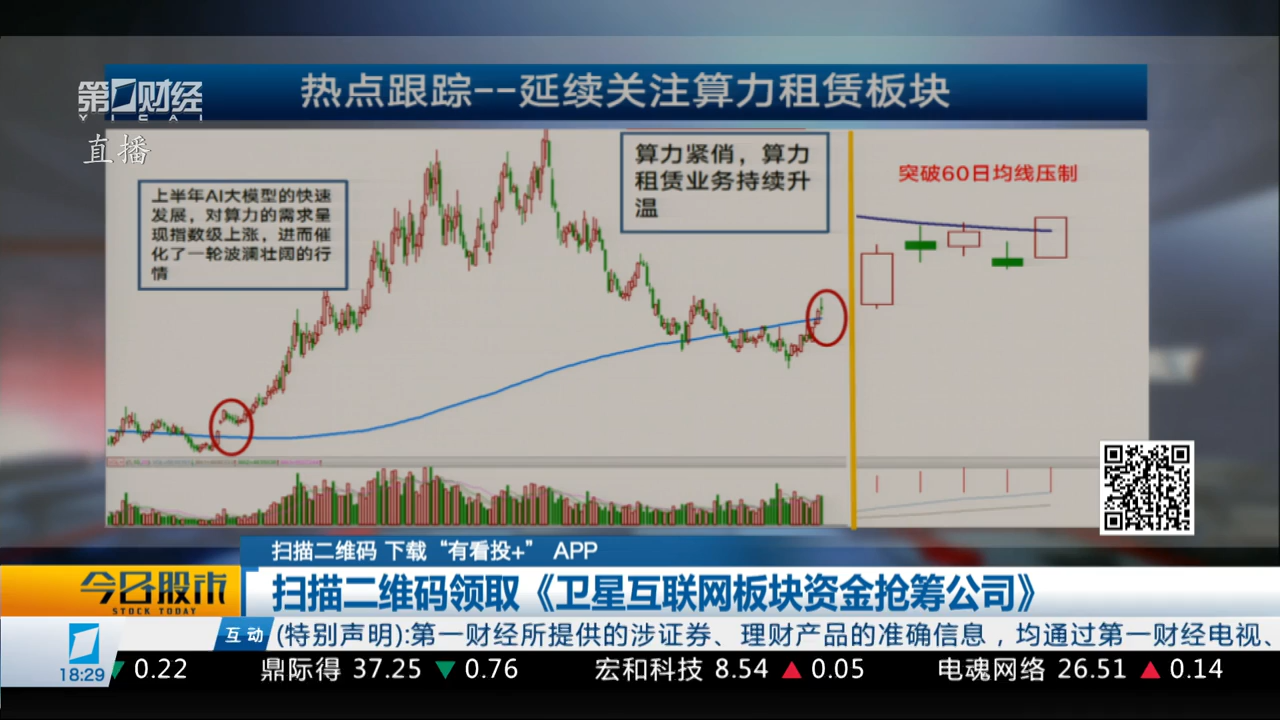 热点跟踪--延续关注算力租赁板块
第一财经
YICAI
直播
上半年AI大模型的快速
发展，对算力的需求量
现指数级上涨，进而催
化了一轮波澜壮阔的行
情
算力紧俏，算力
租赁业务持续升
温
突破60日均线压制
扫描二维码 下载“有看投+” APP
今日股市
STOCK TODAY
扫描二维码领取《卫星互联网板块资金抢筹公司》
互动
(特别声明):第一财经所提供的涉证券、理财产品的准确信息，均通过第一财经电视、
18:29
▼ 0.22 鼎际得 37.25 ▼ 0.76 宏和科技 8.54 ▲ 0.05 电魂网络 26.51 ▲ 0.14